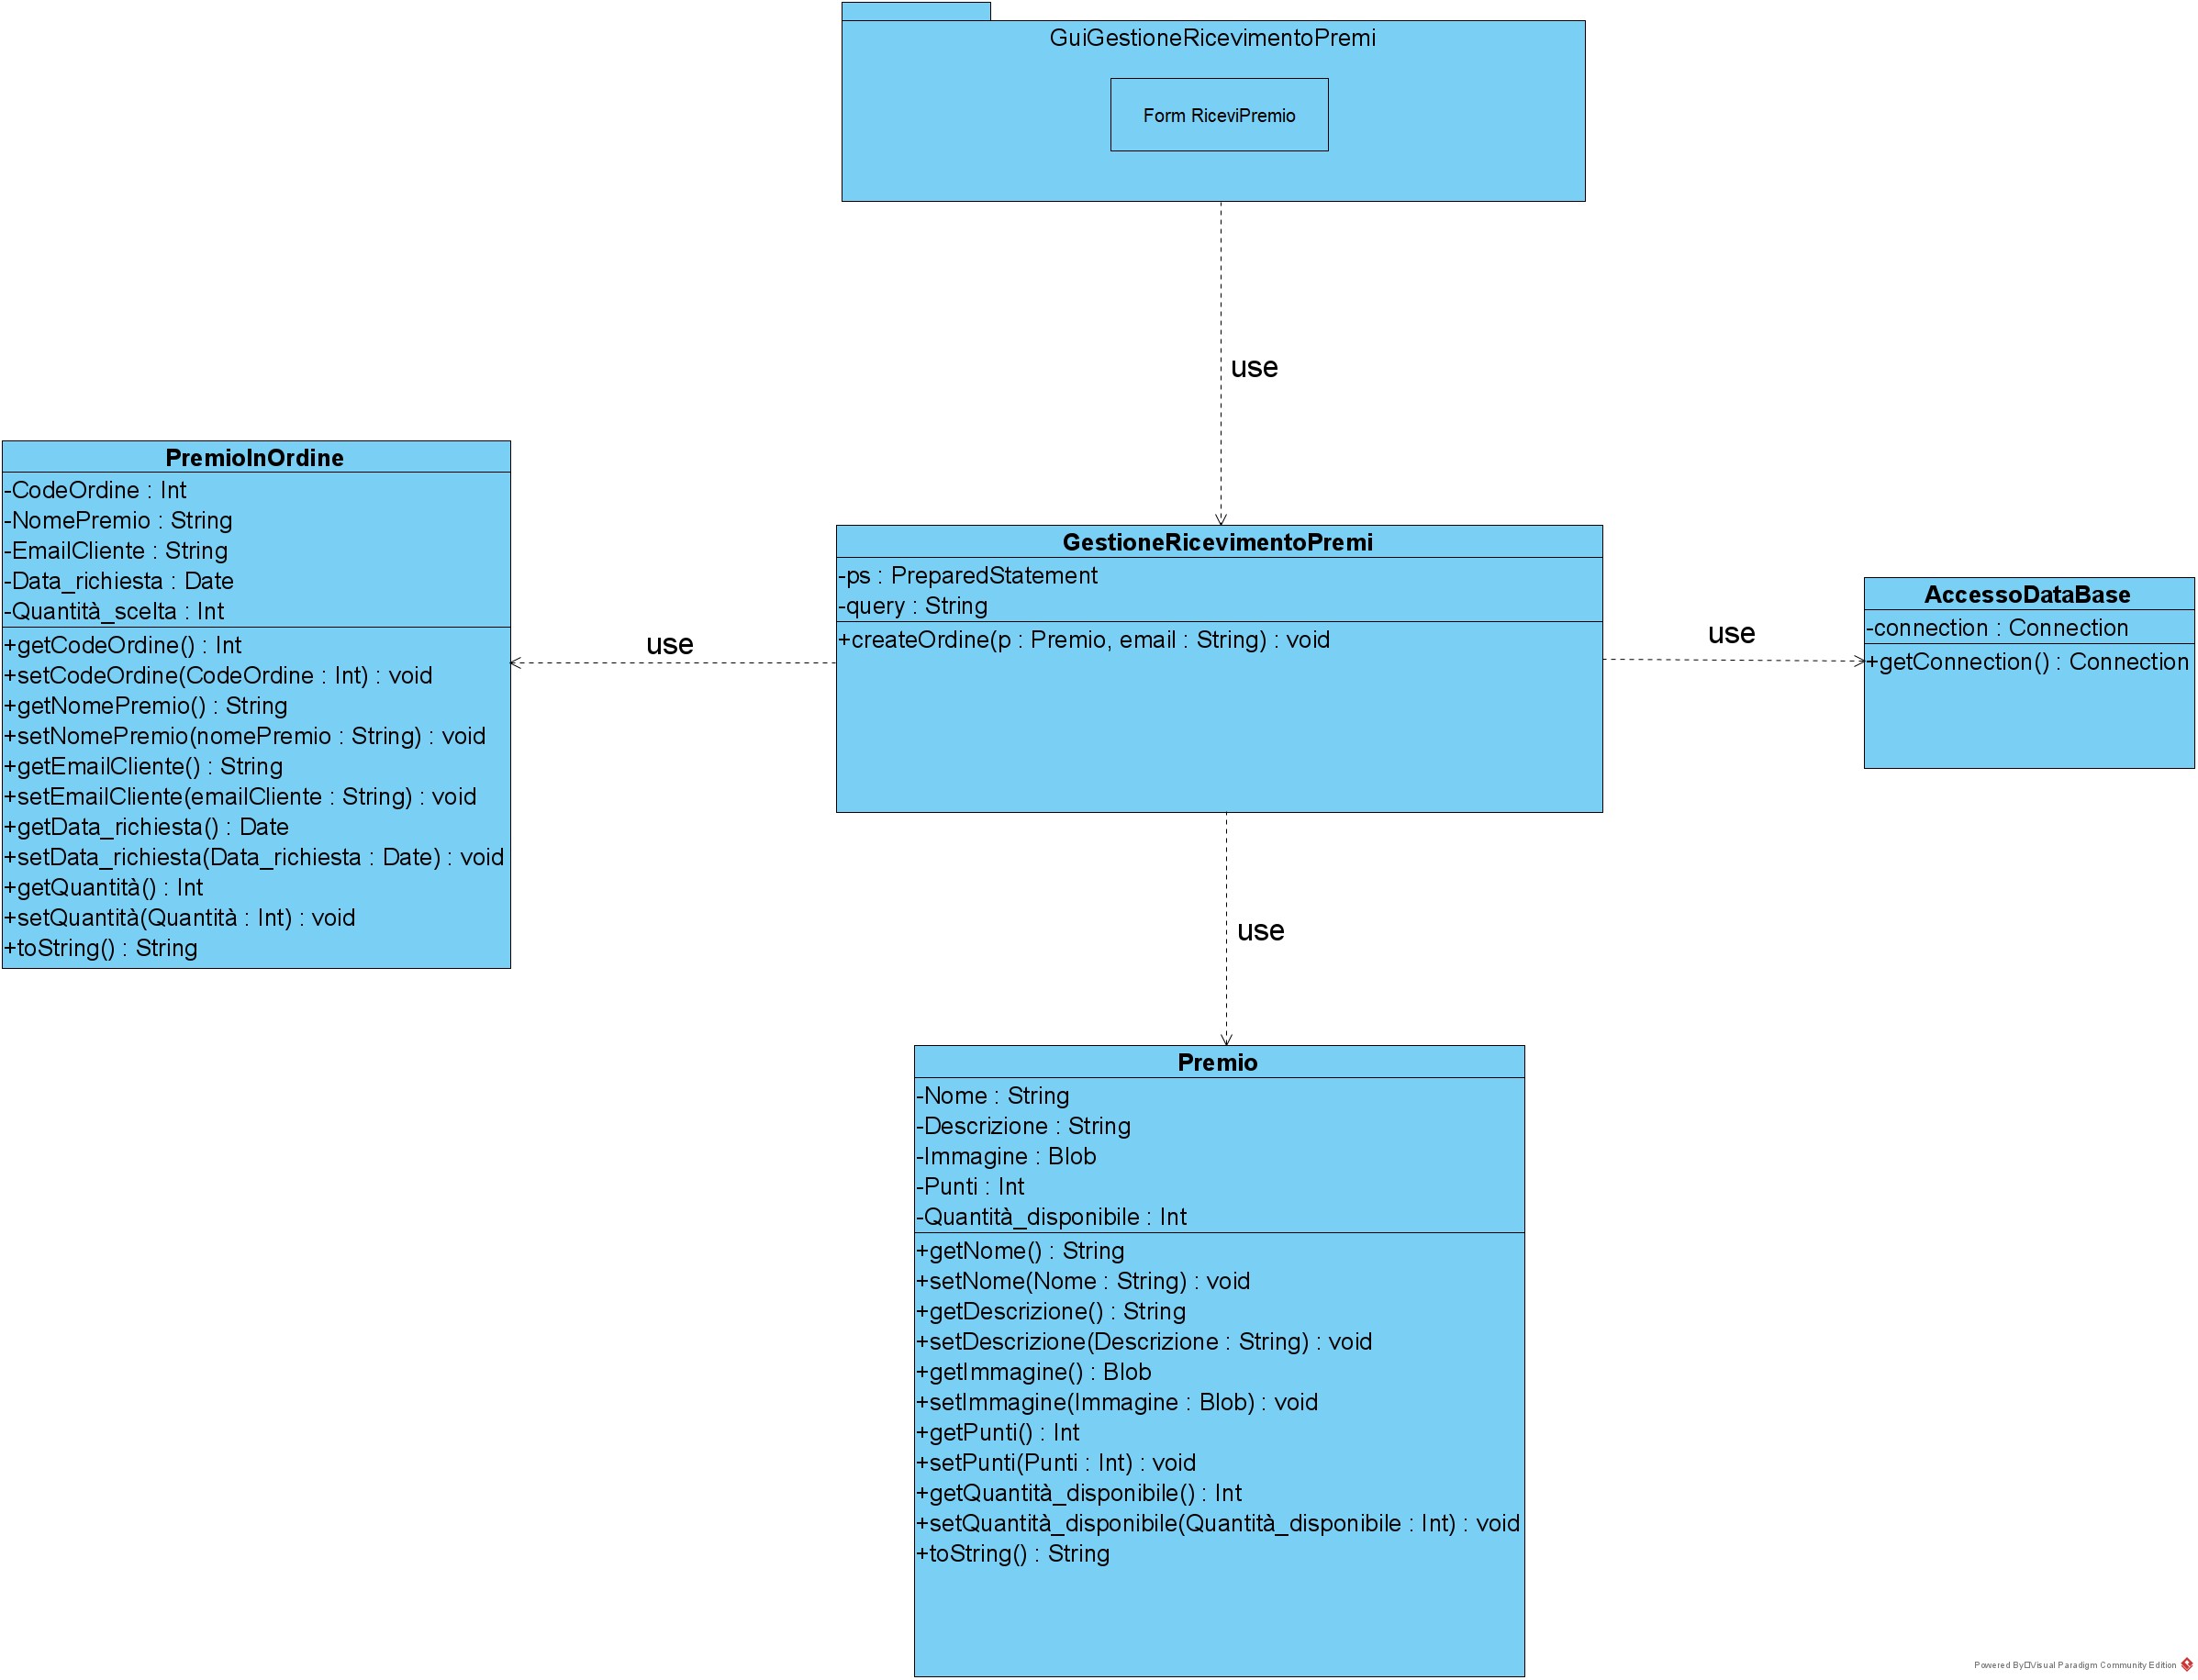 GuiGestioneRicevimentoPremi
Form RiceviPremio
use
PremioInOrdine
-CodeOrdine : Int
-NomePremio : String
-EmailCliente : String
-Data_richiesta : Date
-Quantità_scelta : Int
+getCodeOrdine() : Int
+setCodeOrdine(CodeOrdine : Int) : void
+getNomePremio() : String
+setNomePremio(nomePremio : String) : void
+getEmailCliente() : String
+setEmailCliente(emailCliente : String) : void
+getData_richiesta() : Date
+setData_richiesta(Data_richiesta : Date) : void
+getQuantità() : Int
+setQuantità(Quantità : Int) : void
+toString() : String
use
GestioneRicevimentoPremi
-ps : PreparedStatement
-query : String
+createOrdine(p : Premio, email : String) : void
use
AccessoDataBase
-connection : Connection
+getConnection() : Connection
use
Premio
-Nome : String
-Descrizione : String
-Immagine : Blob
-Punti : Int
-Quantità_disponibile : Int
+getNome() : String
+setNome(Nome : String) : void
+getDescrizione() : String
+setDescrizione(Descrizione : String) : void
+getImmagine() : Blob
+setImmagine(Immagine : Blob) : void
+getPunti() : Int
+setPunti(Punti : Int) : void
+getQuantità_disponibile() : Int
+setQuantità_disponibile(Quantità_disponibile : Int) : void
+toString() : String
Powered By□Visual Paradigm Community Edition